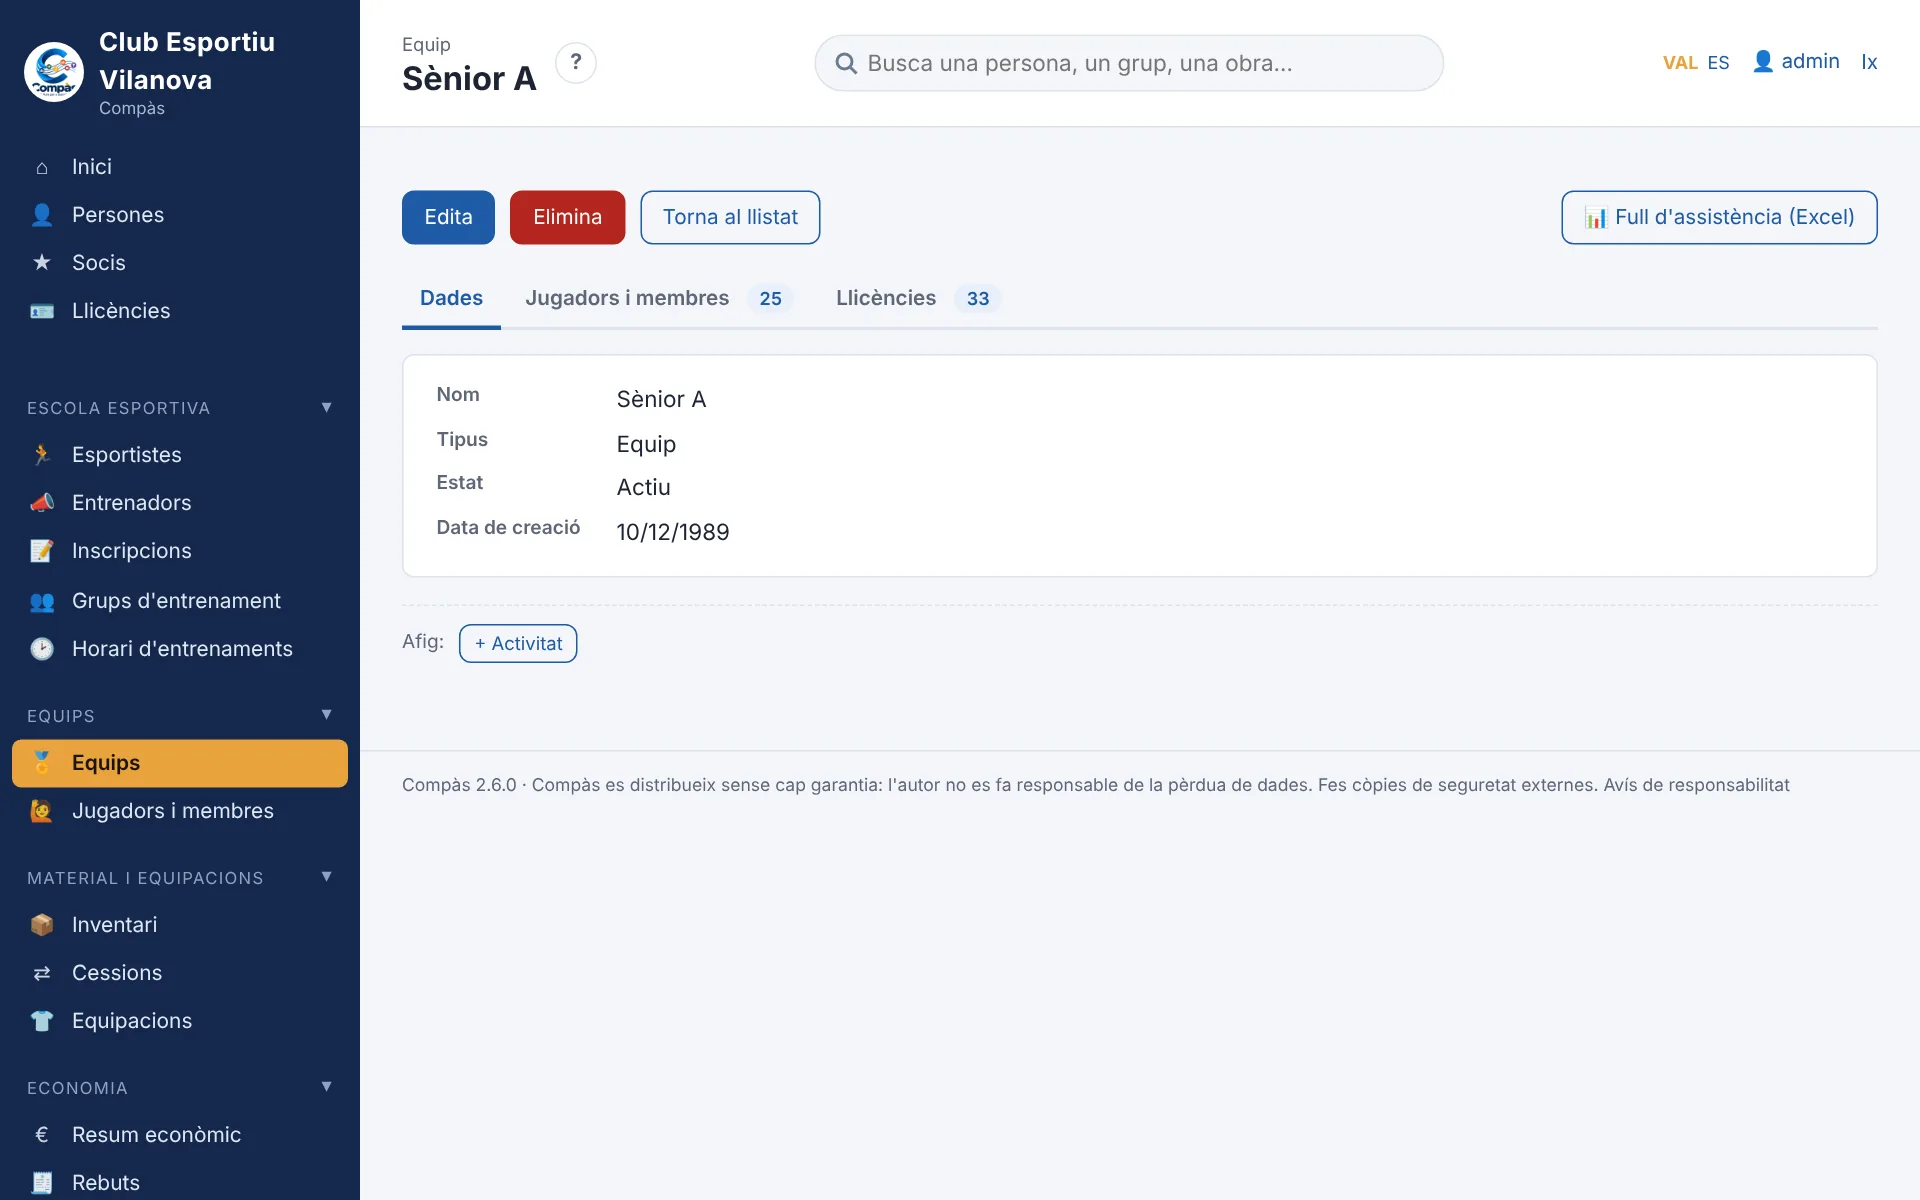 Club Esportiu
Vilanova
Compàs
Inici
Persones
Socis
Llicències
ESCOLA ESPORTIVA
Esportistes
Entrenadors
Inscripcions
Grups d'entrenament
Horari d'entrenaments
EQUIPS
Equips
Jugadors i membres
MATERIAL I EQUIPACIONS
Inventari
Cessions
Equipacions
ECONOMIA
€ Resum econòmic
Rebuts
Equip
Sènior A
?
Busca una persona, un grup, una obra...
VAL ES admin Ix
Edita Elimina Torna al llistat Full d'assistència (Excel)
Dades Jugadors i membres 25 Llicències 33
Nom Sènior A
Tipus Equip
Estat Actiu
Data de creació 10/12/1989
Afig: + Activitat
Compàs 2.6.0 · Compàs es distribueix sense cap garantia: l'autor no es fa responsable de la pèrdua de dades. Fes còpies de seguretat externes. Avís de responsabilitat